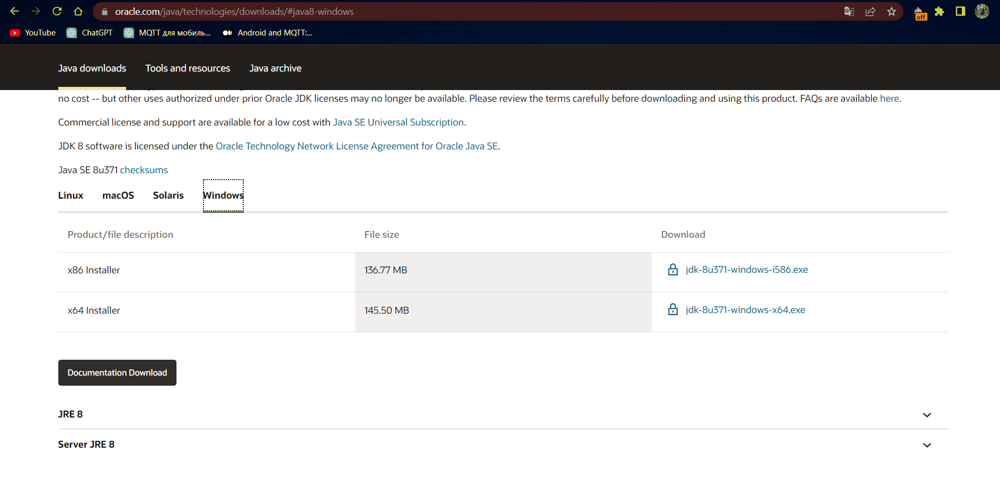 oracle.com/java/technologies/downloads/#java8-windows
off
YouTube ChatGPT MQTT для мобиль... Android and MQTT:...
Java downloads Tools and resources Java archive
no cost -- but other uses authorized under prior Oracle JDK licenses may no longer be available. Please review the terms carefully before downloading and using this product. FAQs are available here.
Commercial license and support are available for a low cost with Java SE Universal Subscription.
JDK 8 software is licensed under the Oracle Technology Network License Agreement for Oracle Java SE.
Java SE 8u371 checksums
Linux macOS Solaris Windows
Product/file description File size Download
x86 Installer 136.77 MB jdk-8u371-windows-i586.exe
x64 Installer 145.50 MB jdk-8u371-windows-x64.exe
Documentation Download
JRE 8
Server JRE 8